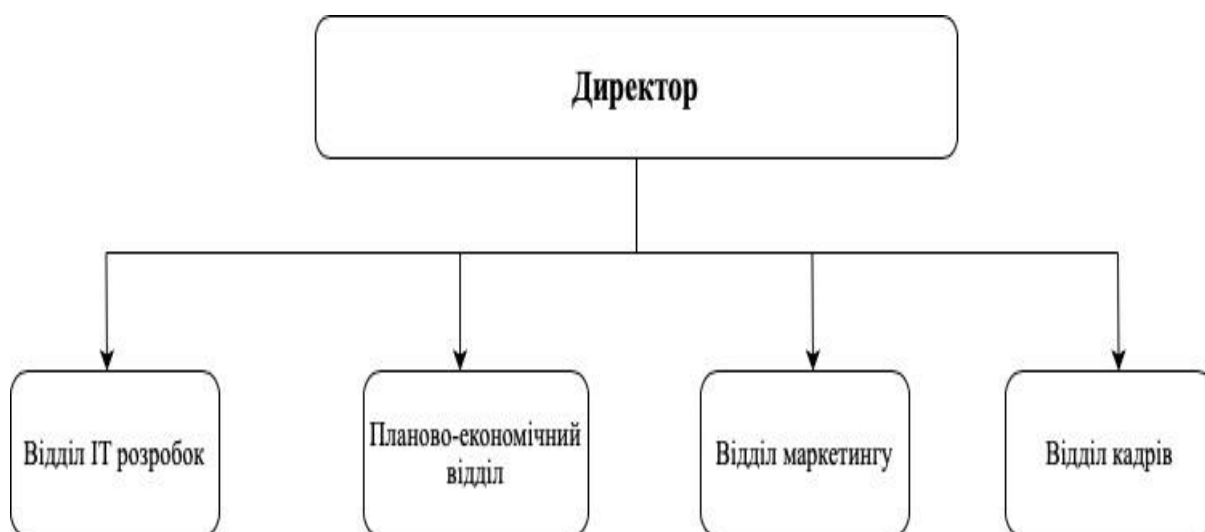 Директор
Відділ ІТ розробок
Планово-економічний
відділ
Відділ маркетингу
Відділ кадрів